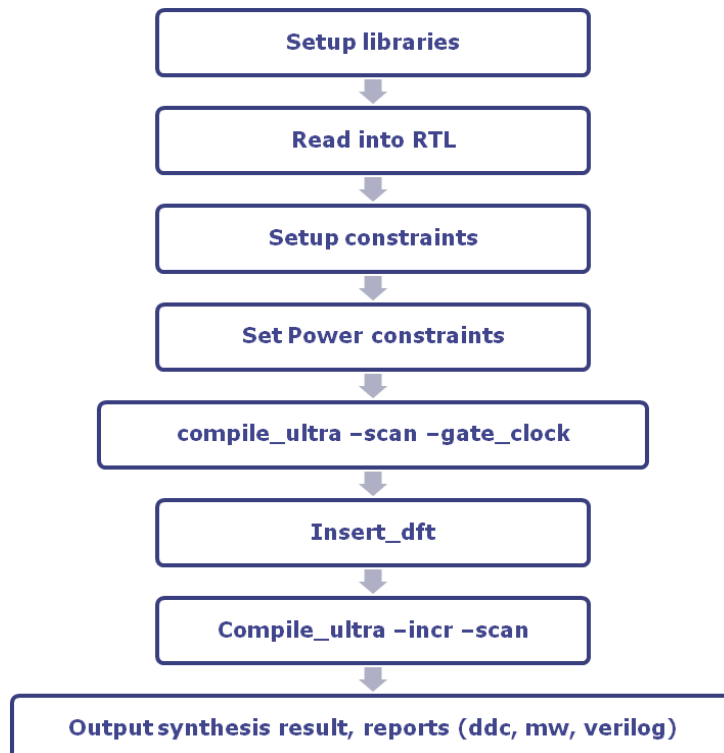 Setup libraries
Read into RTL
Setup constraints
Set Power constraints
compile_ultra –scan –gate_clock
Insert_dft
Compile_ultra –incr –scan
Output synthesis result, reports (ddc, mw, verilog)